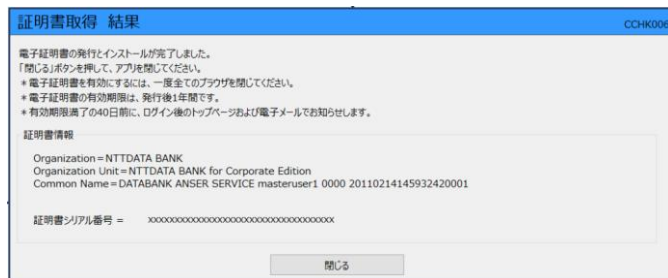 証明書取得 結果
CCHK006
電子証明書の発行とインストールが完了しました。
「閉じる」ボタンを押して、アプリを閉じてください。
＊電子証明書を有効にするには、一度全てのブラウザを閉じてください。
＊電子証明書の有効期限は、発行後1年間です。
＊有効期限満了の40日前に、ログイン後のトップページおよび電子メールでお知らせします。
証明書情報
Organization=NTTDATA BANK
Organization Unit=NTTDATA BANK for Corporate Edition
Common Name=DATABANK ANSER SERVICE masteruser1 0000 20110214145932420001
証明書シリアル番号 = xxxxxxxxxxxxxxxxxxxxxxxxxxxxxxxxxxx
閉じる